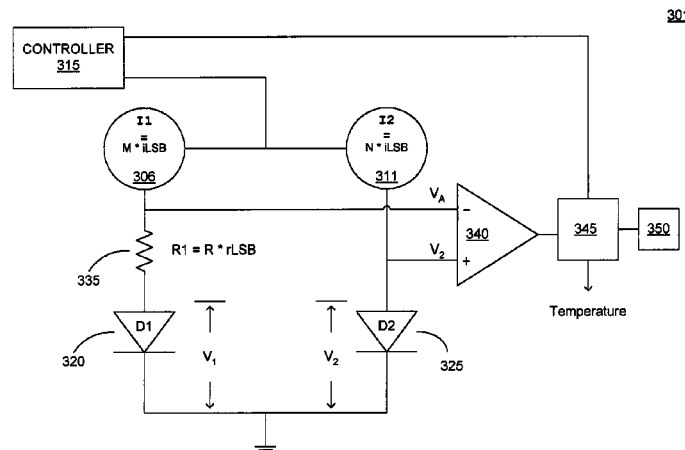 301
CONTROLLER
315
I1
=
M * iLSB
306
I2
=
N * iLSB
311
VA
−
340
V2
+
345
350
R1 = R * rLSB
335
Temperature
D1
320
V1
V2
D2
325